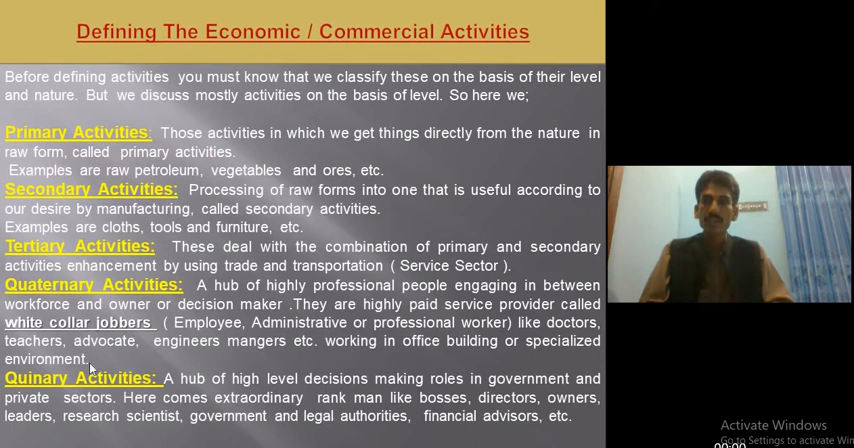 Defining The Economic / Commercial Activities
Before defining activities you must know that we classify these on the basis of their level
and nature. But we discuss mostly activities on the basis of level. So here we;
Primary Activities: Those activities in which we get things directly from the nature in
raw form, called primary activities.
Examples are raw petroleum, vegetables and ores, etc.
Secondary Activities: Processing of raw forms into one that is useful according to
our desire by manufacturing, called secondary activities.
Examples are cloths, tools and furniture, etc.
Tertiary Activities: These deal with the combination of primary and secondary
activities enhancement by using trade and transportation ( Service Sector ).
Quaternary Activities: A hub of highly professional people engaging in between
workforce and owner or decision maker .They are highly paid service provider called
white collar jobbers ( Employee, Administrative or professional worker) like doctors,
teachers, advocate, engineers mangers etc. working in office building or specialized
environment.
Quinary Activities: A hub of high level decisions making roles in government and
private sectors. Here comes extraordinary rank man like bosses, directors, owners,
leaders, research scientist, government and legal authorities, financial advisors, etc.
Activate Windows
Go to Settings to activate Win
00:00